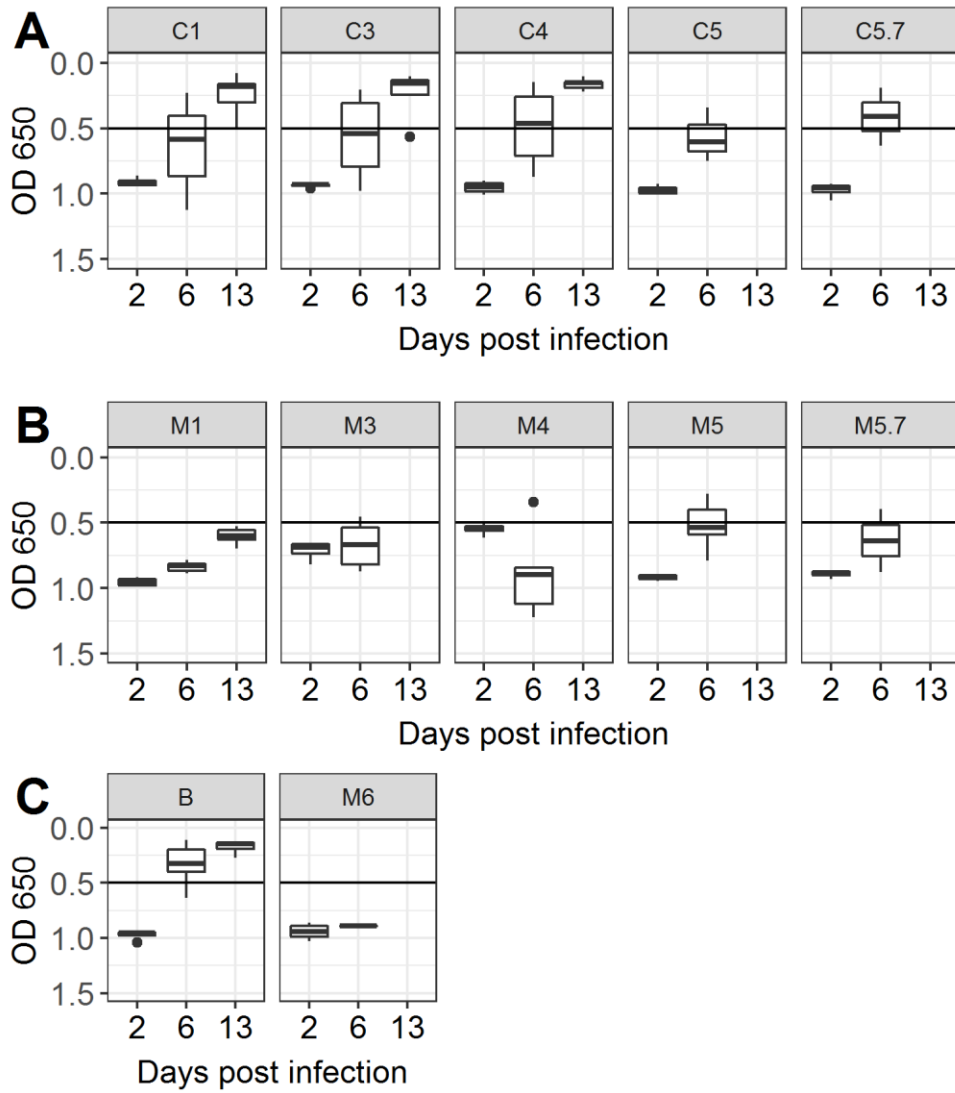 A
C1 C3 C4 C5 C5.7
OD 650
0.0
0.5
1.0
1.5
2 6 13 2 6 13 2 6 13 2 6 13 2 6 13
Days post infection
B
M1 M3 M4 M5 M5.7
OD 650
0.0
0.5
1.0
1.5
2 6 13 2 6 13 2 6 13 2 6 13 2 6 13
Days post infection
C
B M6
OD 650
0.0
0.5
1.0
1.5
2 6 13 2 6 13
Days post infection